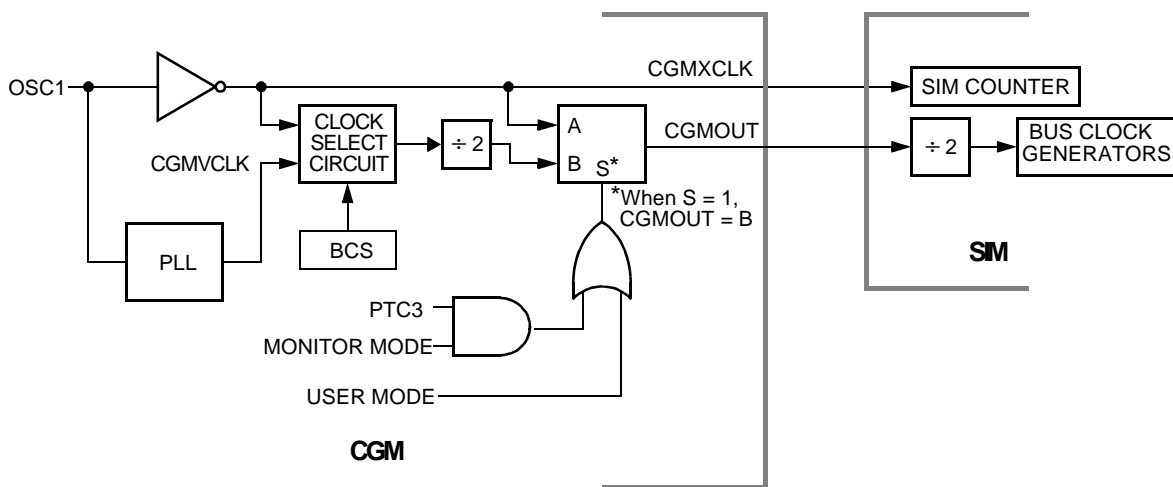 OSC1
CGMXCLK
SIM COUNTER
CLOCK
SELECT
CIRCUIT
÷ 2
A
B
S*
CGMOUT
÷ 2
BUS CLOCK
GENERATORS
CGMVCLK
*When S = 1,
CGMOUT = B
BCS
PLL
SIM
PTC3
MONITOR MODE
USER MODE
CGM